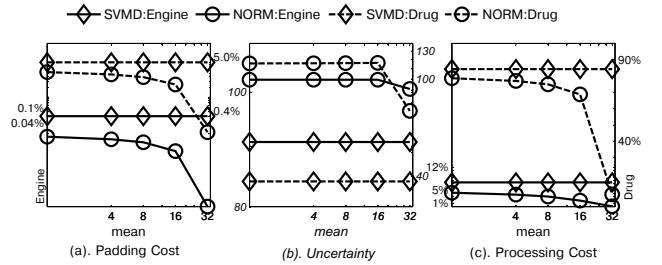 SVMD:Engine NORM:Engine SVMD:Drug NORM:Drug
5.0%
0.1%
0.04%
0.4%
Engine
4 8 16 32
mean
(a). Padding Cost
130
100
100
40
80
4 8 16 32
mean
(b). Uncertainty
90%
40%
12%
5%
1%
Drug
4 8 16 32
mean
(c). Processing Cost